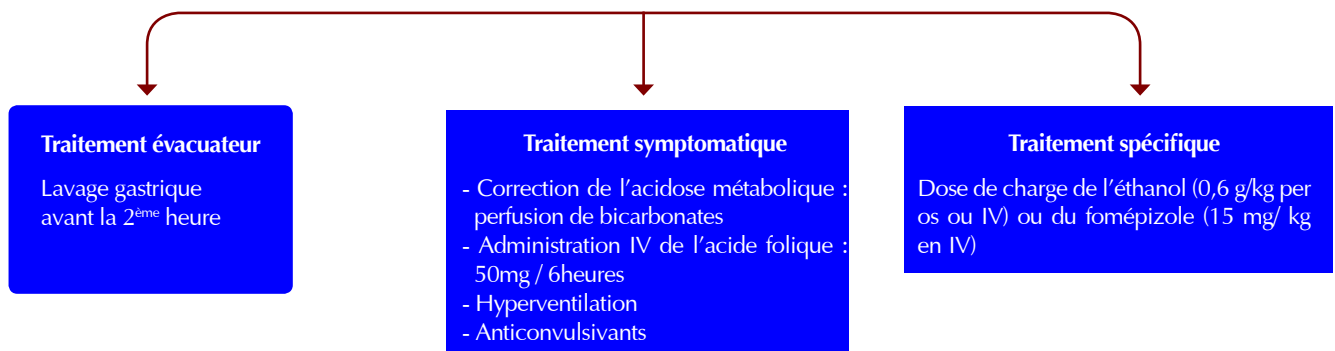 Traitement évacuateur
Lavage gastrique
avant la 2ème heure
Traitement symptomatique
- Correction de l'acidose métabolique :
perfusion de bicarbonates
- Administration IV de l'acide folique :
50mg / 6heures
- Hyperventilation
- Anticonvulsivants
Traitement spécifique
Dose de charge de l'éthanol (0,6 g/kg per
os ou IV) ou du fomépizole (15 mg/ kg
en IV)